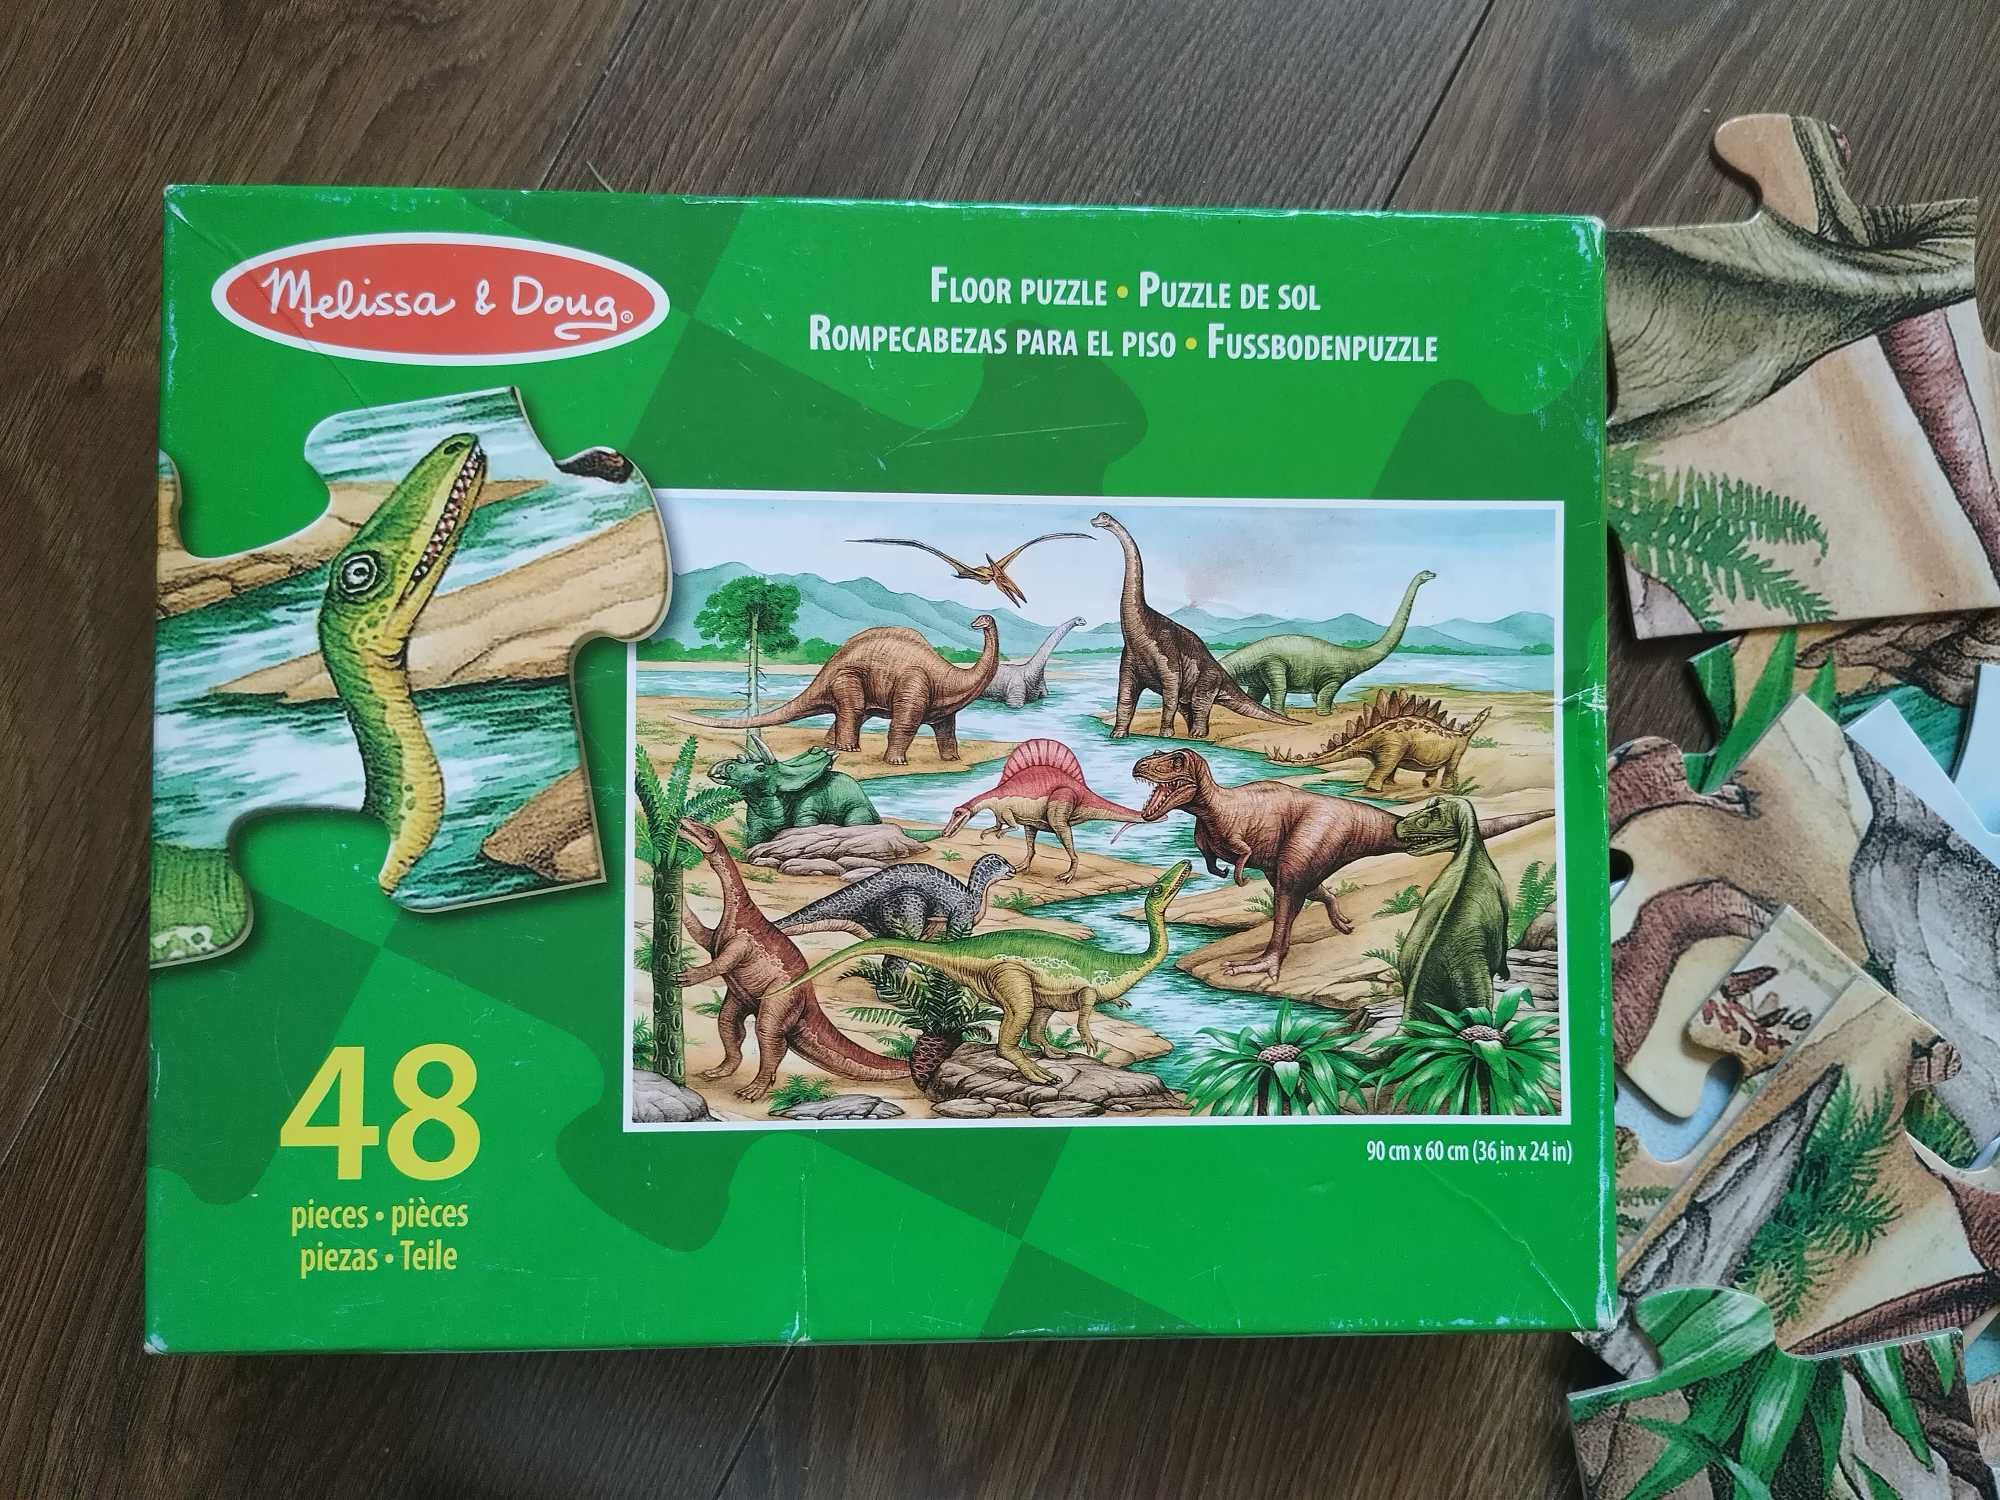 Melissa & Doug®
FLOOR PUZZLE • PUZZLE DE SOL
ROMPECABEZAS PARA EL PISO • FUSSBODENPUZZLE
48
pieces • pièces
piezas • Teile
90 cm x 60 cm (36 in x 24 in)